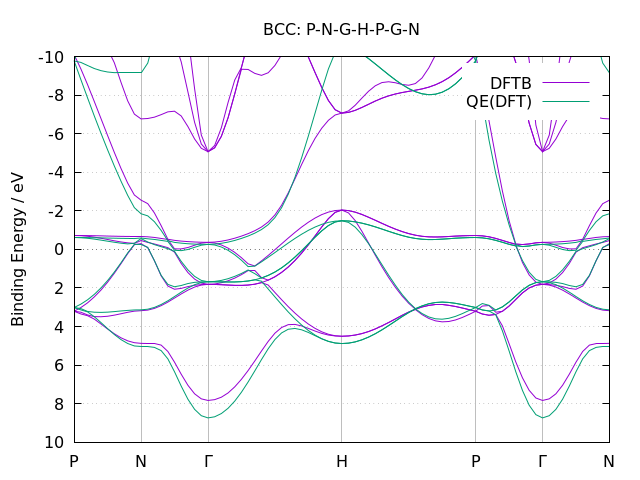 BCC: P-N-G-H-P-G-N
-10
-8
-6
-4
-2
0
2
4
6
8
10
Binding Energy / eV
DFTB
QE(DFT)
P N Γ H P Γ N